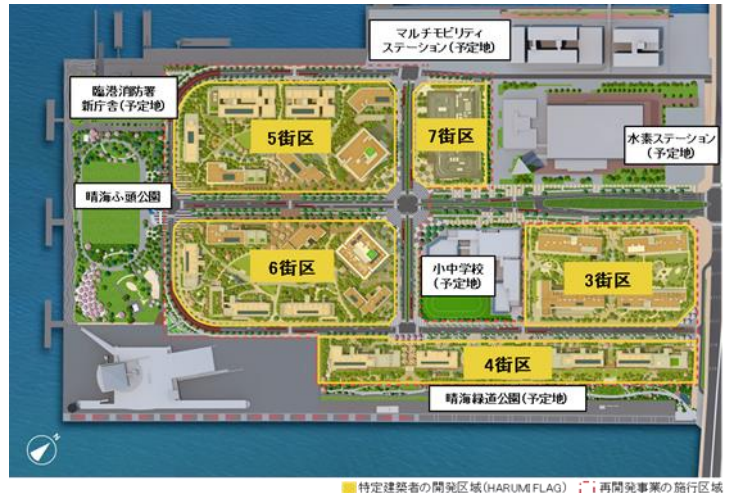 マルチモビリティ
ステーション(予定地)
臨港消防署
新庁舎(予定地)
5街区
7街区
水素ステーション
(予定地)
晴海ふ頭公園
6街区
小中学校
(予定地)
3街区
4街区
晴海緑道公園(予定地)
N
特定建築者の開発区域(HARUMI FLAG) 再開発事業の施行区域